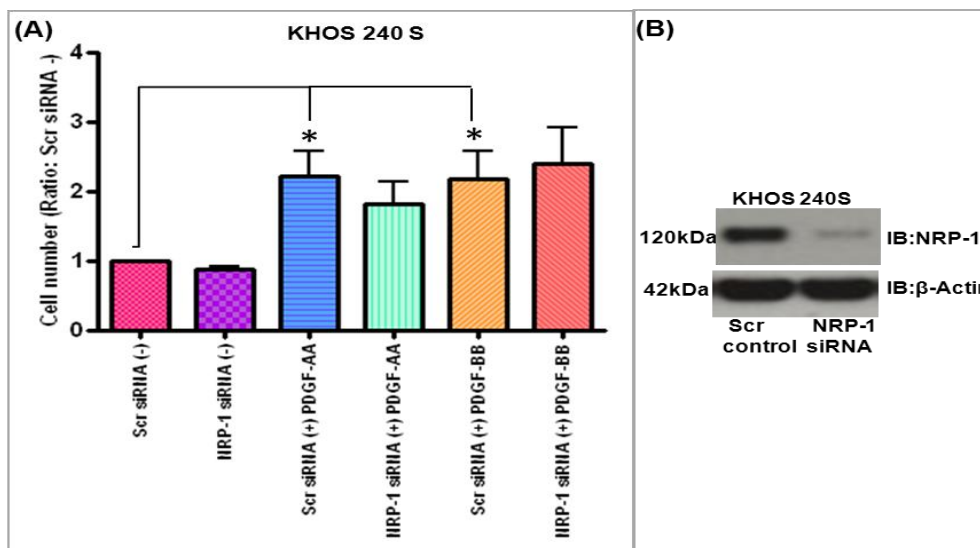 (A)
KHOS 240 S
Cell number (Ratio: Scr siRNA -)
4
3
2
1
0
*
*
Scr siRNA (-)
NRP-1 siRNA (-)
Scr siRNA (+) PDGF-AA
NRP-1 siRNA (+) PDGF-AA
Scr siRNA (+) PDGF-BB
NRP-1 siRNA (+) PDGF-BB
(B)
KHOS 240S
120kDa
IB:NRP-1
42kDa
IB:β-Actin
Scr NRP-1
control siRNA